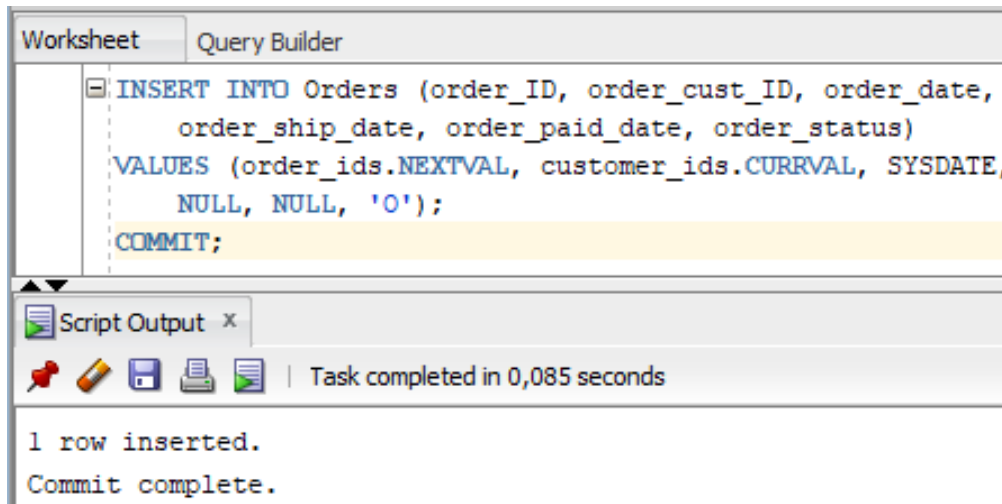 Worksheet Query Builder
INSERT INTO Orders (order_ID, order_cust_ID, order_date,
order_ship_date, order_paid_date, order_status)
VALUES (order_ids.NEXTVAL, customer_ids.CURRVAL, SYSDATE,
NULL, NULL, 'O');
COMMIT;
Script Output x
Task completed in 0,085 seconds
1 row inserted.
Commit complete.